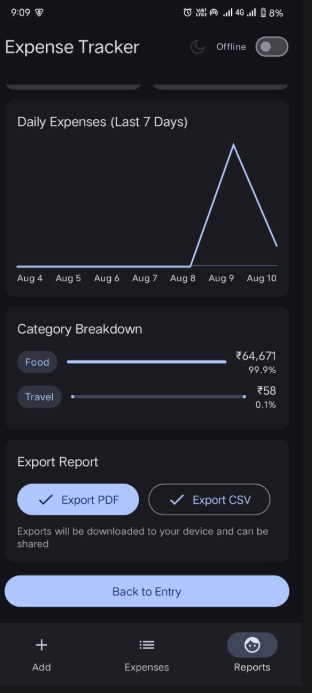 9:09
4G
8%
Expense Tracker
Offline
Daily Expenses (Last 7 Days)
Aug 4 Aug 5 Aug 6 Aug 7 Aug 8 Aug 9 Aug 10
Category Breakdown
Food
₹64,671
99.9%
Travel
₹58
0.1%
Export Report
Export PDF
Export CSV
Exports will be downloaded to your device and can be
shared
Back to Entry
Add
Expenses
Reports